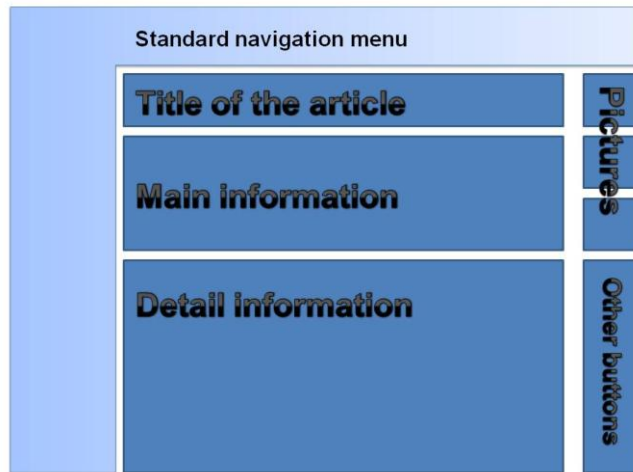 Standard navigation menu
Title of the article
Pictures
Main information
Detail information
Other buttons